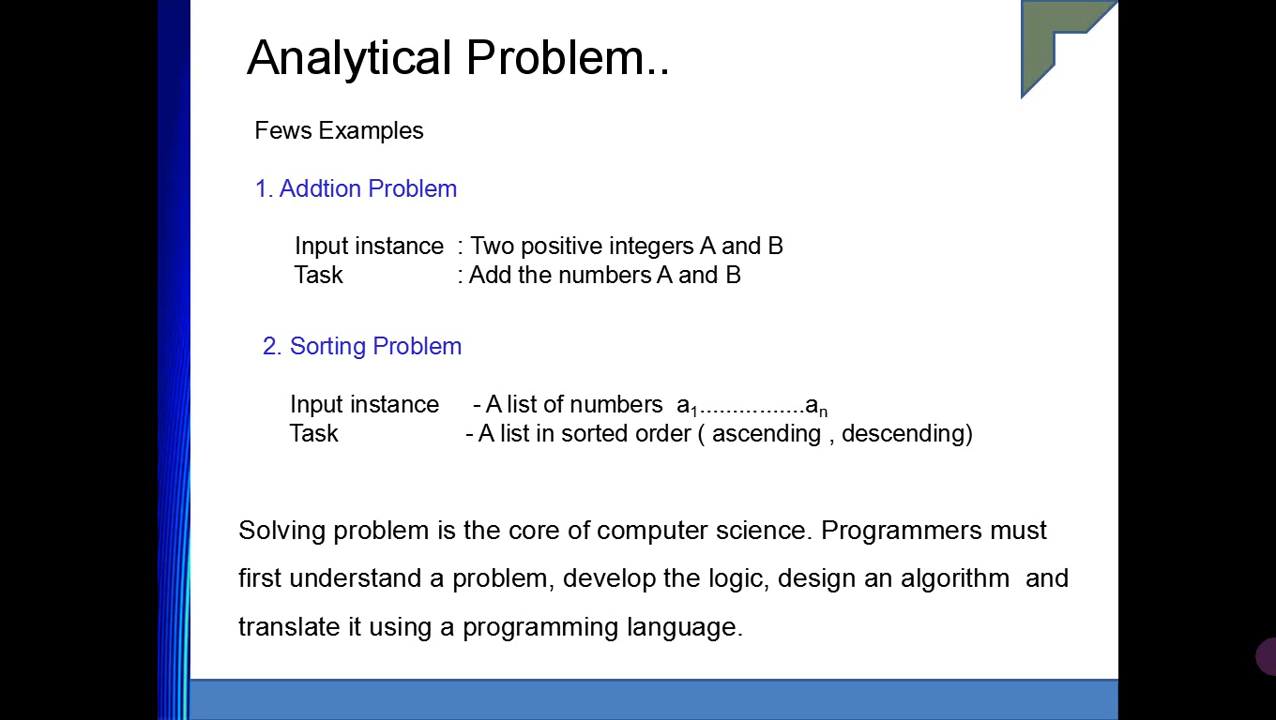 Analytical Problem..
Fews Examples
1. Addtion Problem
Input instance : Two positive integers A and B
Task : Add the numbers A and B
2. Sorting Problem
Input instance - A list of numbers a₁................aₙ
Task - A list in sorted order ( ascending , descending)
Solving problem is the core of computer science. Programmers must
first understand a problem, develop the logic, design an algorithm and
translate it using a programming language.